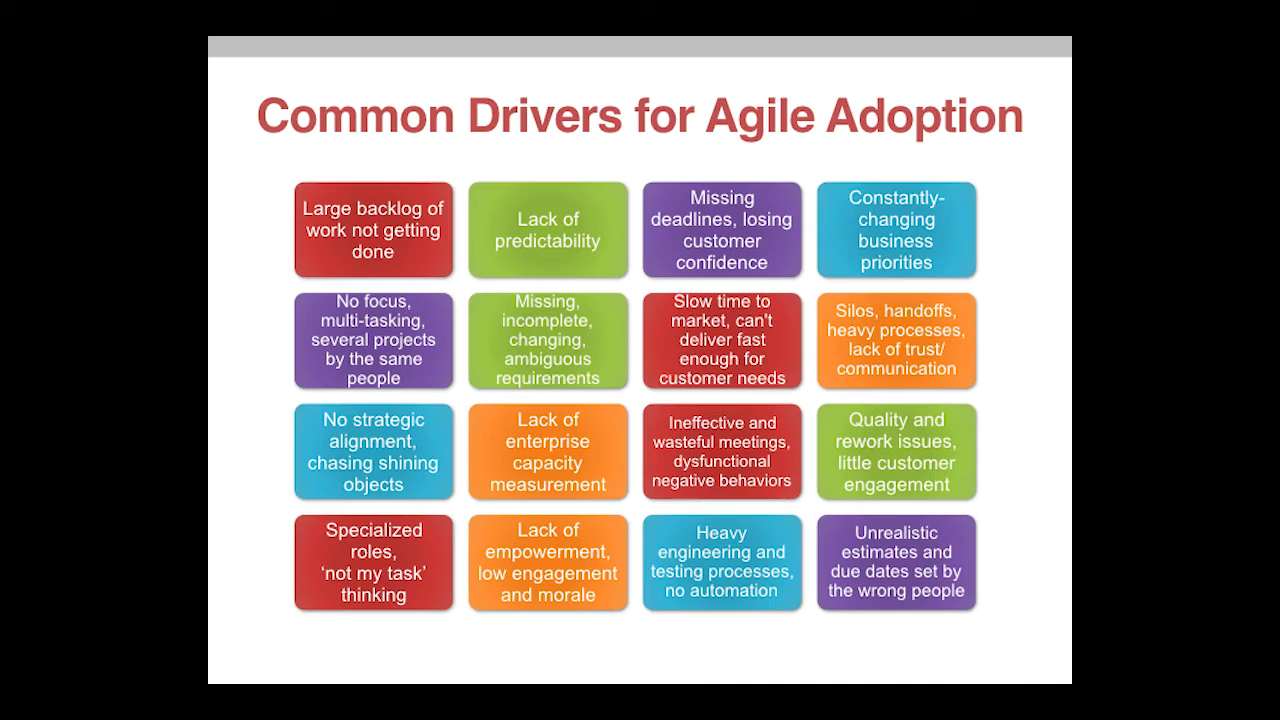 Common Drivers for Agile Adoption
Large backlog of
work not getting
done
Lack of
predictability
Missing
deadlines, losing
customer
confidence
Constantly-
changing
business
priorities
No focus,
multi-tasking,
several projects
by the same
people
Missing,
incomplete,
changing,
ambiguous
requirements
Slow time to
market, can't
deliver fast
enough for
customer needs
Silos, handoffs,
heavy processes,
lack of trust/
communication
No strategic
alignment,
chasing shining
objects
Lack of
enterprise
capacity
measurement
Ineffective and
wasteful meetings,
dysfunctional
negative behaviors
Quality and
rework issues,
little customer
engagement
Specialized
roles,
‘not my task’
thinking
Lack of
empowerment,
low engagement
and morale
Heavy
engineering and
testing processes,
no automation
Unrealistic
estimates and
due dates set by
the wrong people